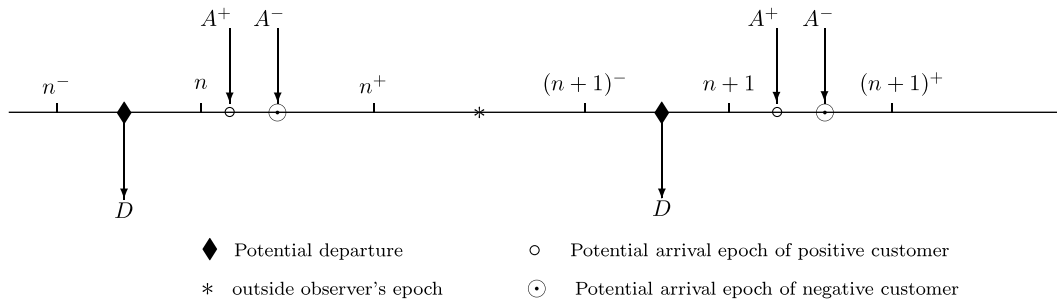 A⁺ A⁻ A⁺ A⁻
n⁻ n n⁺ (n + 1)⁻ n + 1 (n + 1)⁺
D D
Potential departure Potential arrival epoch of positive customer
* outside observer's epoch Potential arrival epoch of negative customer